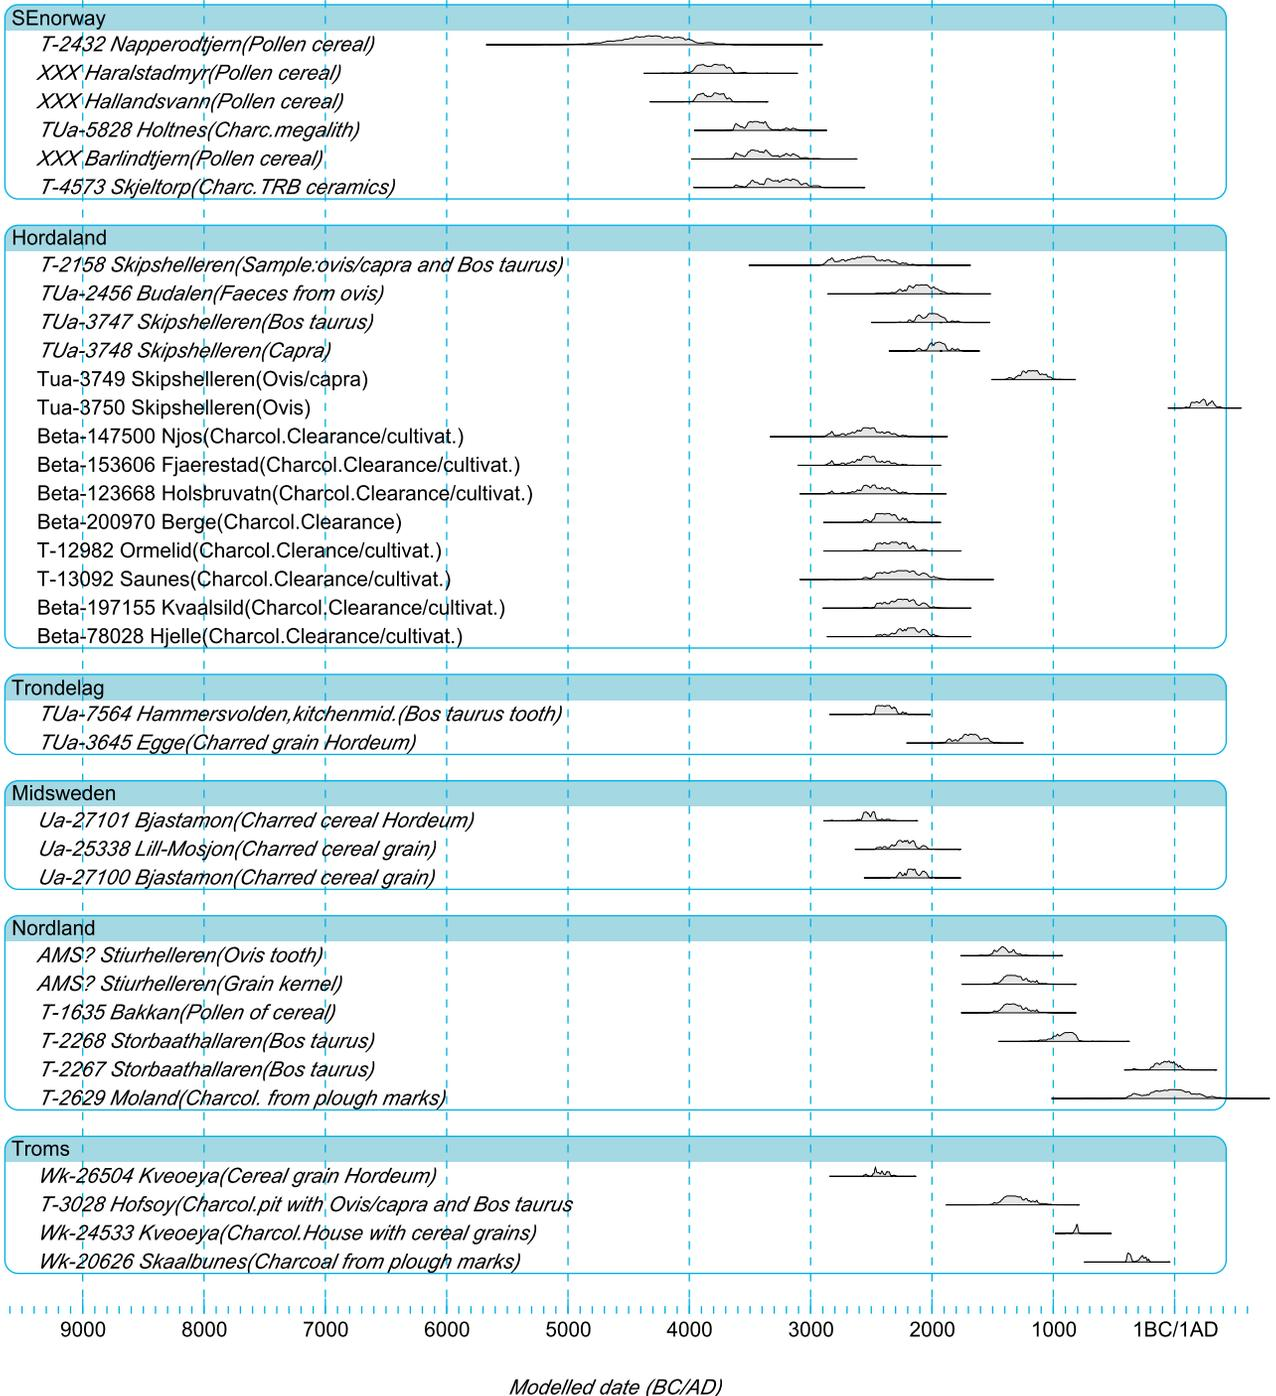 SEnorway
T-2432 Napperodtjern(Pollen cereal)
XXX Haralstadmyr(Pollen cereal)
XXX Hallandsvann(Pollen cereal)
TUa-5828 Holtnes(Charc.megalith)
XXX Barlindtjern(Pollen cereal)
T-4573 Skjeltorp(Charc.TRB ceramics)
Hordaland
T-2158 Skipshelleren(Sample:ovis/capra and Bos taurus)
TUa-2456 Budalen(Faeces from ovis)
TUa-3747 Skipshelleren(Bos taurus)
TUa-3748 Skipshelleren(Capra)
Tua-3749 Skipshelleren(Ovis/capra)
Tua-3750 Skipshelleren(Ovis)
Beta-147500 Njos(Charcol.Clearance/cultivat.)
Beta-153606 Fjaerestad(Charcol.Clearance/cultivat.)
Beta-123668 Holsbruvatn(Charcol.Clearance/cultivat.)
Beta-200970 Berge(Charcol.Clearance)
T-12982 Ormelid(Charcol.Clerance/cultivat.)
T-13092 Saunes(Charcol.Clearance/cultivat.)
Beta-197155 Kvaalsild(Charcol.Clearance/cultivat.)
Beta-78028 Hjelle(Charcol.Clearance/cultivat.)
Trondelag
TUa-7564 Hammersvolden,kitchenmid.(Bos taurus tooth)
TUa-3645 Egge(Charred grain Hordeum)
Midsweden
Ua-27101 Bjastamon(Charred cereal Hordeum)
Ua-25338 Lill-Mosjon(Charred cereal grain)
Ua-27100 Bjastamon(Charred cereal grain)
Nordland
AMS? Stiurhelleren(Ovis tooth)
AMS? Stiurhelleren(Grain kernel)
T-1635 Bakkan(Pollen of cereal)
T-2268 Storbaathallaren(Bos taurus)
T-2267 Storbaathallaren(Bos taurus)
T-2629 Moland(Charcol. from plough marks)
Troms
Wk-26504 Kveoeya(Cereal grain Hordeum)
T-3028 Hofsoy(Charcol.pit with Ovis/capra and Bos taurus
Wk-24533 Kveoeya(Charcol.House with cereal grains)
Wk-20626 Skaalbunes(Charcoal from plough marks)
9000 8000 7000 6000 5000 4000 3000 2000 1000 1BC/1AD
Modelled date (BC/AD)